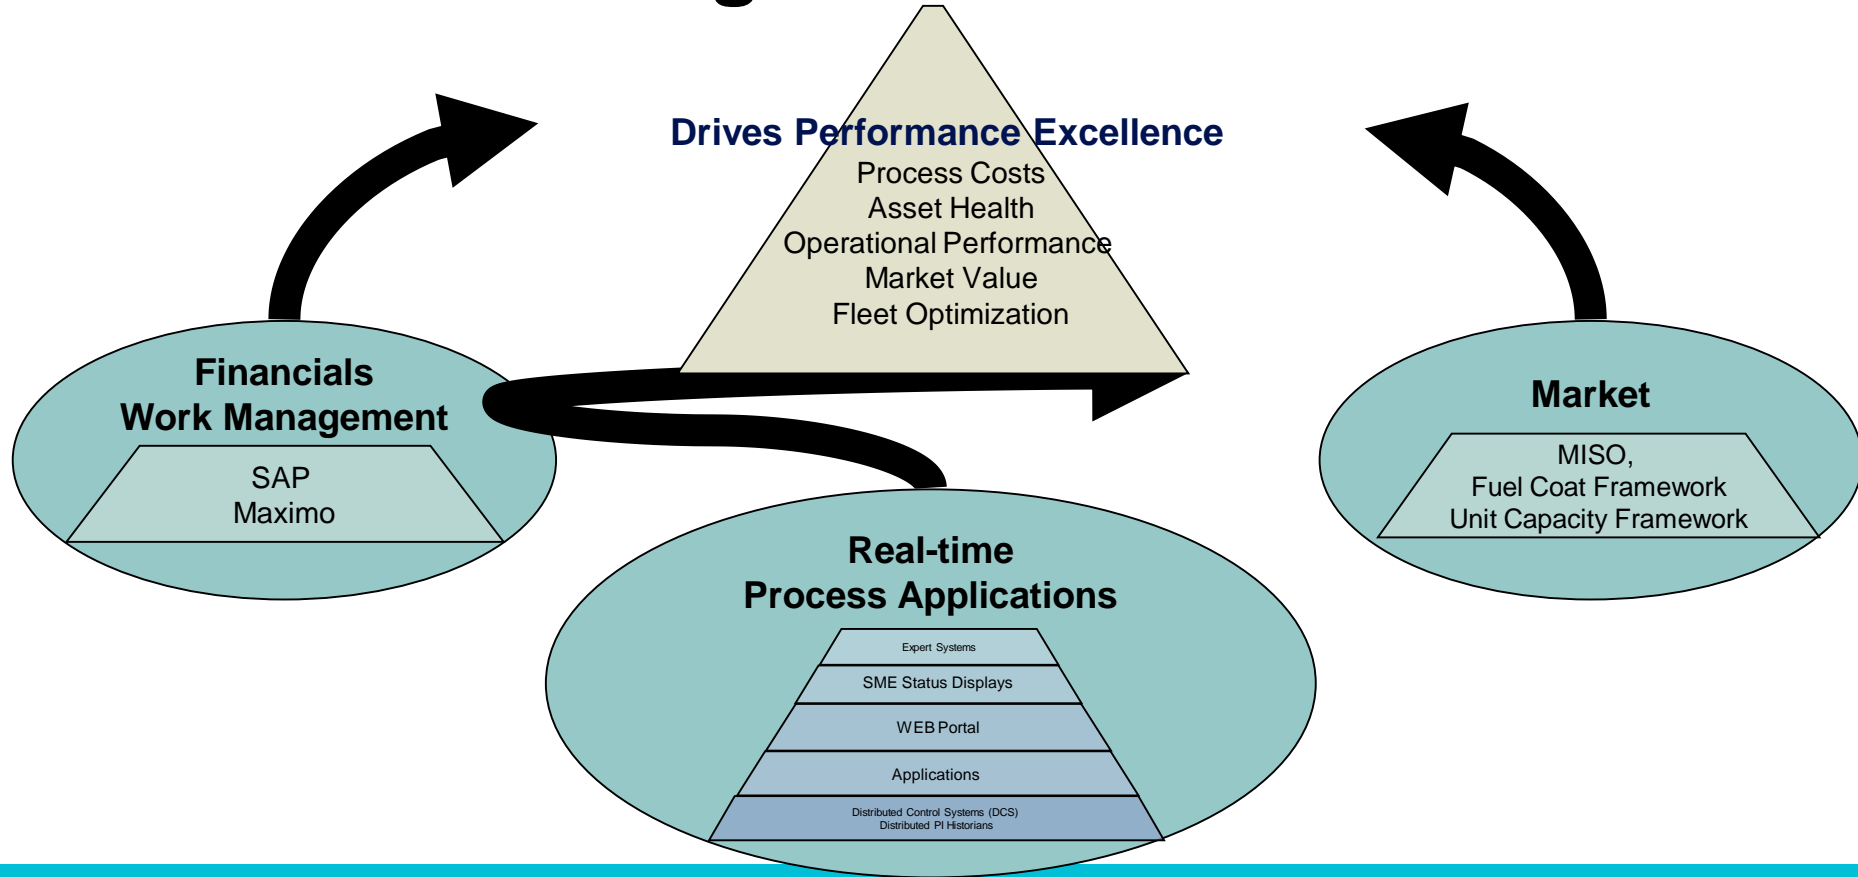 Drives Performance Excellence
Process Costs
Asset Health
Operational Performance
Market Value
Fleet Optimization
Financials
Work Management
SAP
Maximo
Market
MISO,
Fuel Coat Framework
Unit Capacity Framework
Real-time
Process Applications
Expert Systems
SME Status Displays
WEB Portal
Applications
Distributed Control Systems (DCS)
Distributed PI Historians